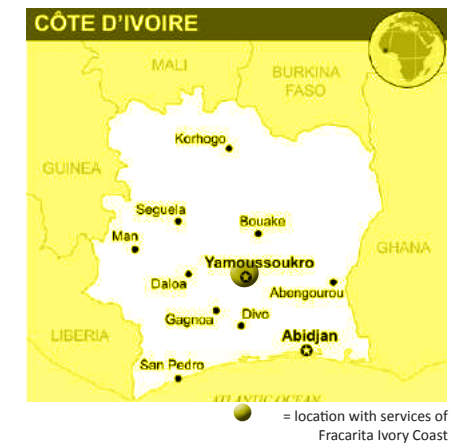 CÔTE D'IVOIRE
MALI
BURKINA
FASO
Korhogo
GUINEA
Seguela
Bouake
Man
GHANA
Yamoussoukro
Daloa
Abengourou
Gagnoa
Divo
LIBERIA
Abidjan
San Pedro
ATLANTIC OCEAN
= location with services of
Fracarita Ivory Coast